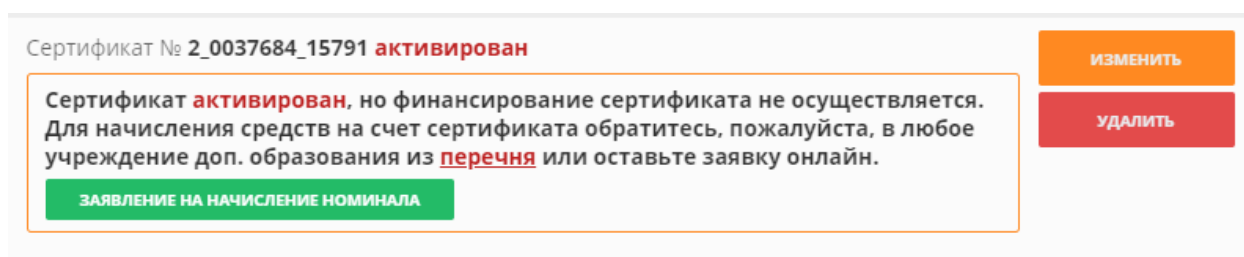 Сертификат № 2_0037684_15791 активирован
ИЗМЕНИТЬ
Сертификат активирован, но финансирование сертификата не осуществляется.
Для начисления средств на счет сертификата обратитесь, пожалуйста, в любое
учреждение доп. образования из перечня или оставьте заявку онлайн.
УДАЛИТЬ
ЗАЯВЛЕНИЕ НА НАЧИСЛЕНИЕ НОМИНАЛА